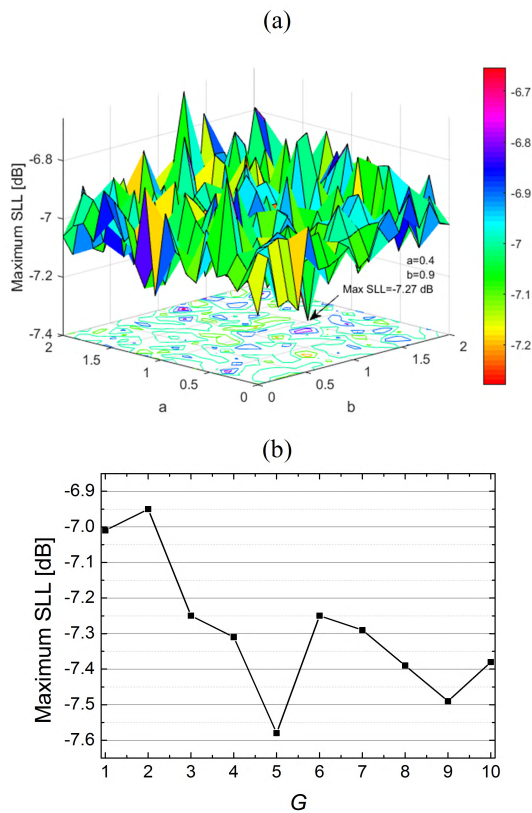 (a)
Maximum SLL [dB]
-6.8
-7
-7.2
-7.4
2
1.5
1
0.5
0
a
0
0.5
1
1.5
2
b
a=0.4
b=0.9
Max SLL=-7.27 dB
-6.7
-6.8
-6.9
-7
-7.1
-7.2
(b)
Maximum SLL [dB]
-6.9
-7.0
-7.1
-7.2
-7.3
-7.4
-7.5
-7.6
1 2 3 4 5 6 7 8 9 10
G